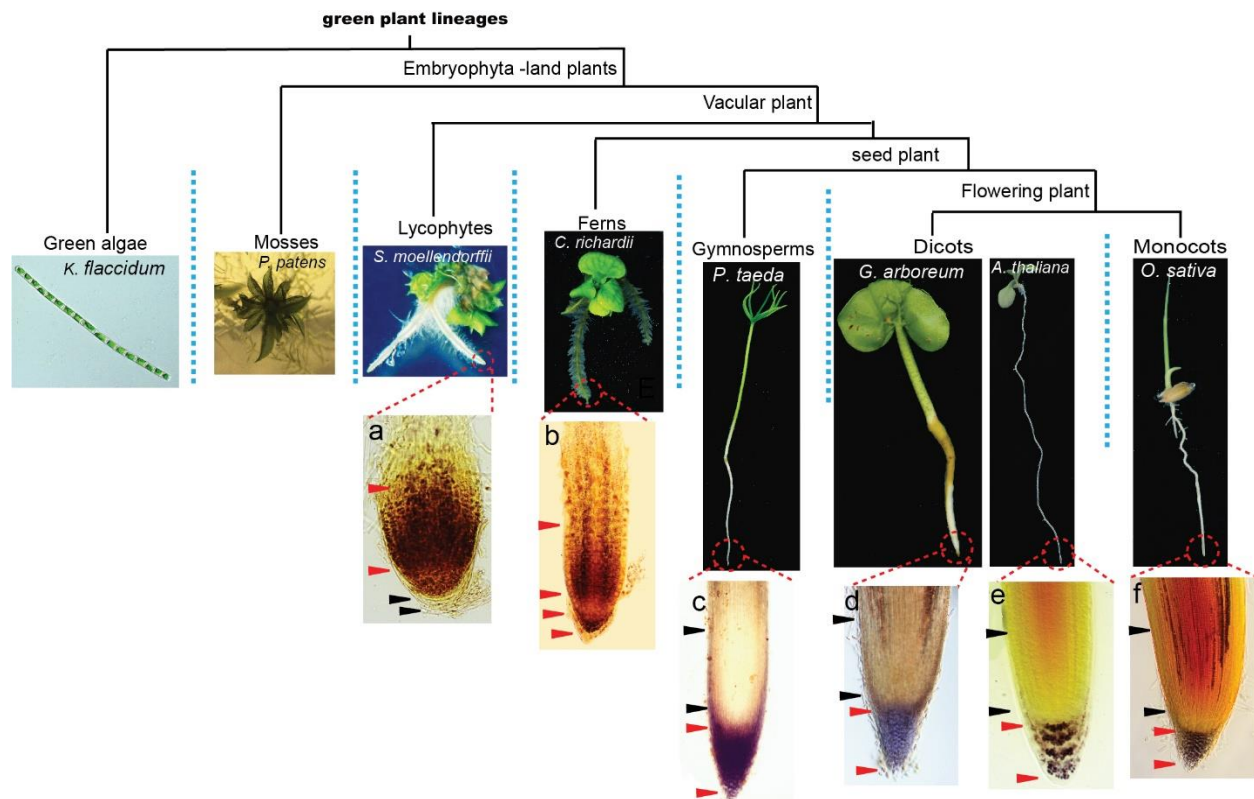 green plant lineages
Embryophyta -land plants
Vacular plant
seed plant
Flowering plant
Green algae
K. flaccidum
Mosses
P. patens
Lycophytes
S. moellendorffii
Ferns
C. richardii
E
Gymnosperms
P. taeda
Dicots
G. arboreum
A. thaliana
Monocots
O. sativa
a
b
c
d
e
f